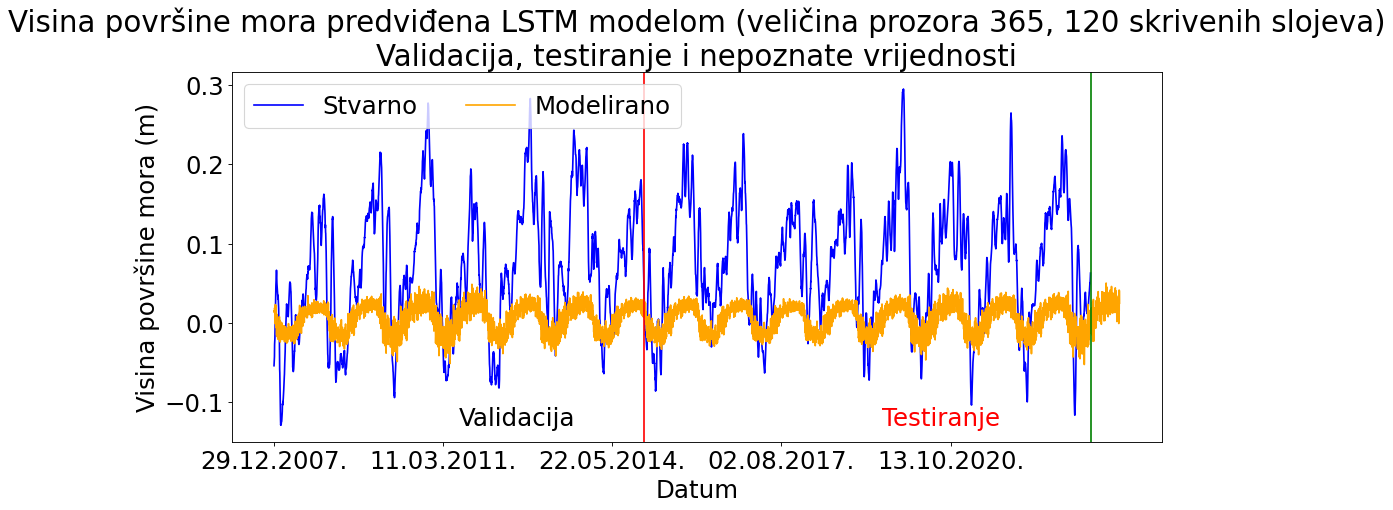 Visina površine mora predviđena LSTM modelom (veličina prozora 365, 120 skrivenih slojeva)
Validacija, testiranje i nepoznate vrijednosti
Stvarno Modelirano
Visina površine mora (m)
0.3
0.2
0.1
0.0
−0.1
Validacija Testiranje
29.12.2007. 11.03.2011. 22.05.2014. 02.08.2017. 13.10.2020.
Datum